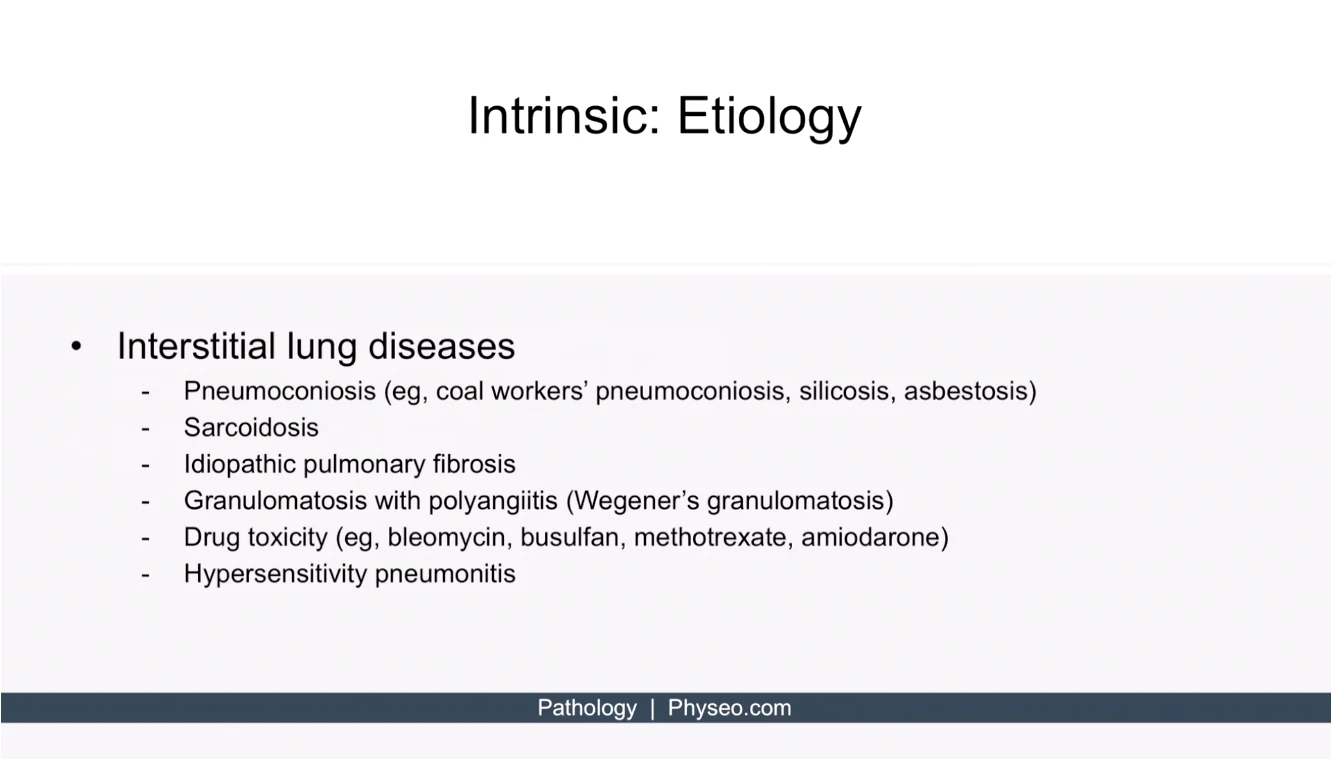 Intrinsic: Etiology
• Interstitial lung diseases
- Pneumoconiosis (eg, coal workers’ pneumoconiosis, silicosis, asbestosis)
- Sarcoidosis
- Idiopathic pulmonary fibrosis
- Granulomatosis with polyangiitis (Wegener’s granulomatosis)
- Drug toxicity (eg, bleomycin, busulfan, methotrexate, amiodarone)
- Hypersensitivity pneumonitis
Pathology | Physeo.com